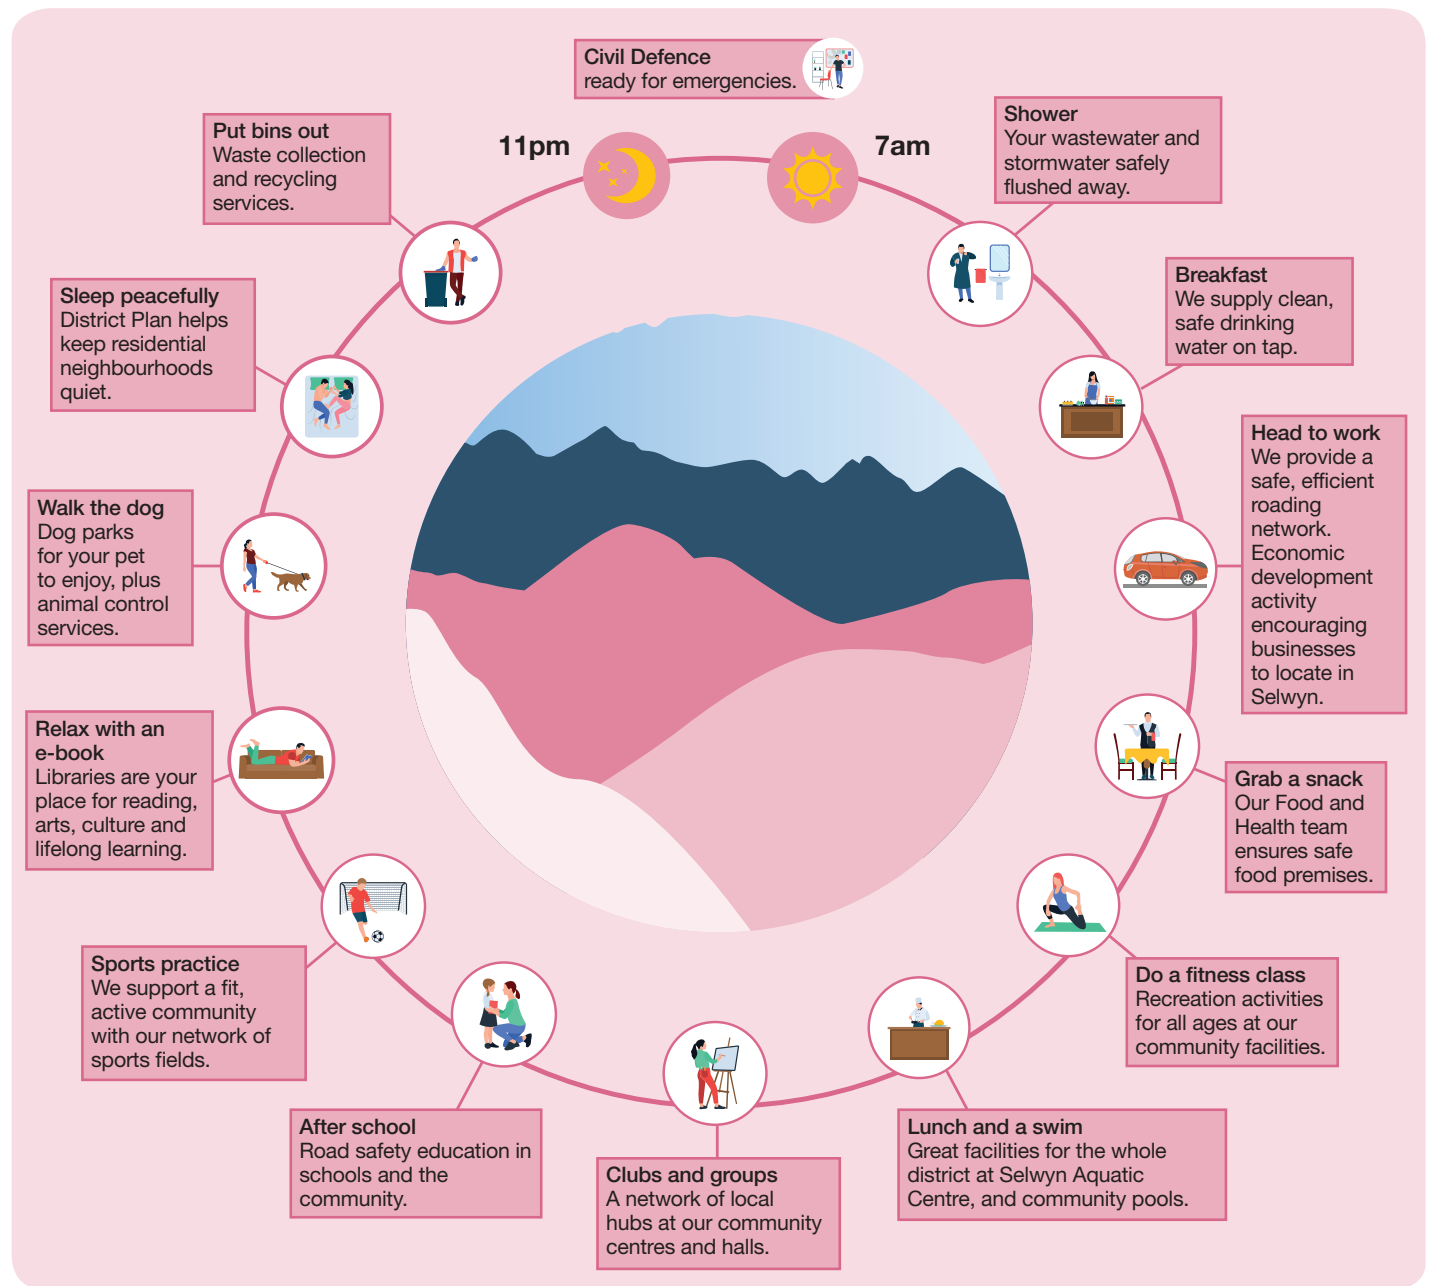 Civil Defence
ready for emergencies.
11pm
7am
Shower
Your wastewater and
stormwater safely
flushed away.
Breakfast
We supply clean,
safe drinking
water on tap.
Head to work
We provide a
safe, efficient
roading
network.
Economic
development
activity
encouraging
businesses
to locate in
Selwyn.
Grab a snack
Our Food and
Health team
ensures safe
food premises.
Do a fitness class
Recreation activities
for all ages at our
community facilities.
Lunch and a swim
Great facilities for the whole
district at Selwyn Aquatic
Centre, and community pools.
Clubs and groups
A network of local
hubs at our community
centres and halls.
After school
Road safety education in
schools and the
community.
Sports practice
We support a fit,
active community
with our network of
sports fields.
Relax with an
e-book
Libraries are your
place for reading,
arts, culture and
lifelong learning.
Walk the dog
Dog parks
for your pet
to enjoy, plus
animal control
services.
Sleep peacefully
District Plan helps
keep residential
neighbourhoods
quiet.
Put bins out
Waste collection
and recycling
services.